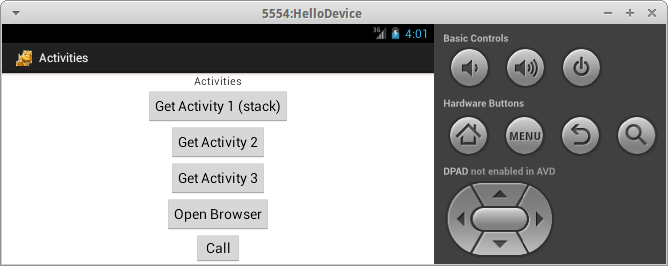 5554:HelloDevice
3G
4:01
Activities
Activities
Get Activity 1 (stack)
Get Activity 2
Get Activity 3
Open Browser
Call
Basic Controls
Hardware Buttons
MENU
DPAD not enabled in AVD